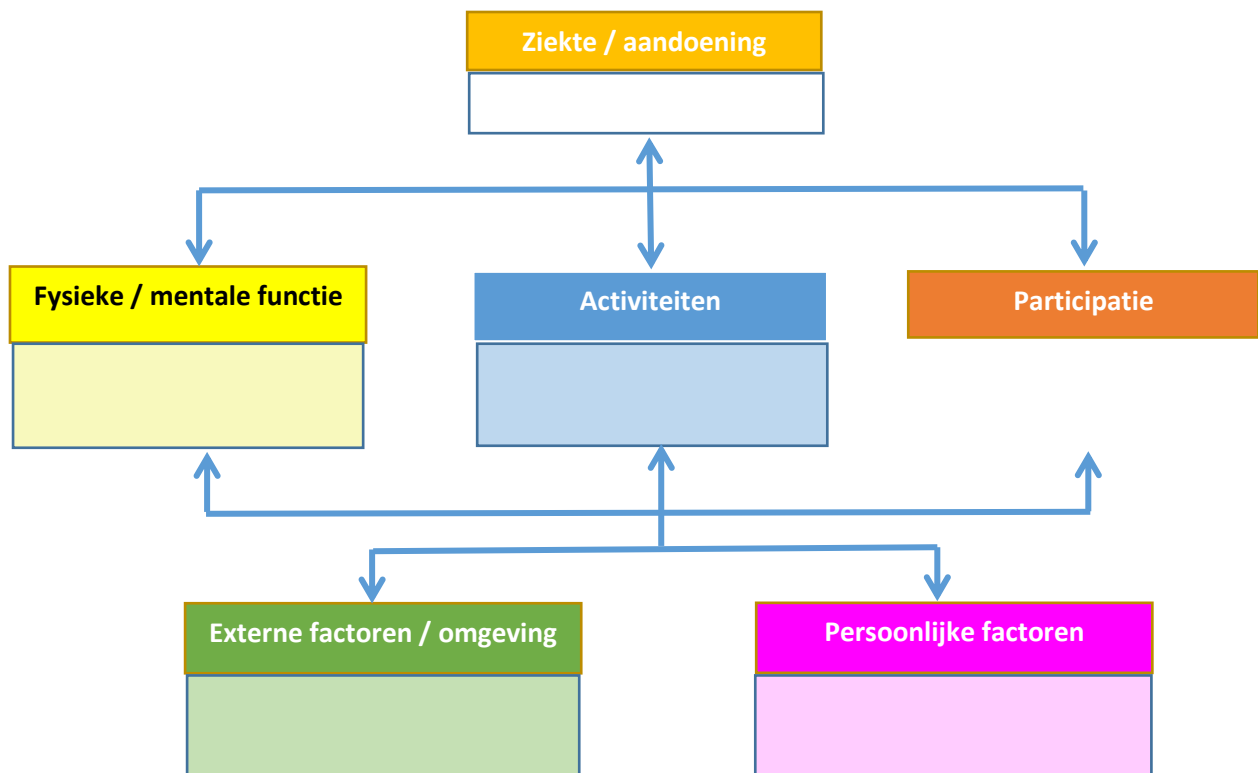 Ziekte / aandoening
Fysieke / mentale functie
Activiteiten
Participatie
Externe factoren / omgeving
Persoonlijke factoren